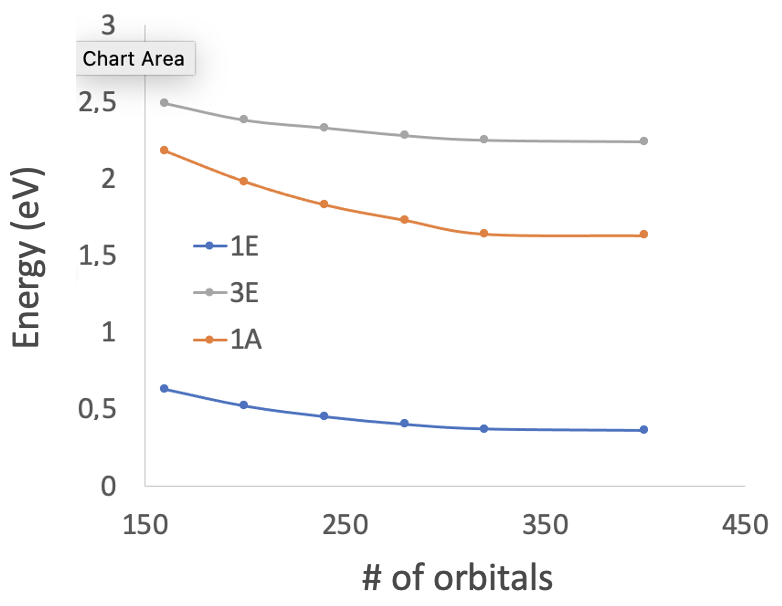 3
Chart Area
2,5
2
1,5
1
0,5
0
Energy (eV)
1E
3E
1A
150 250 350 450
# of orbitals